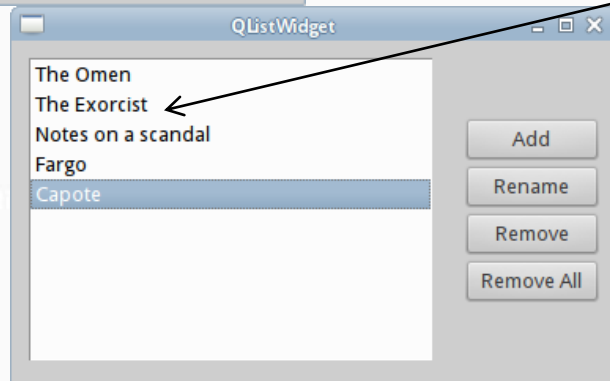 QListWidget
The Omen
The Exorcist
Notes on a scandal
Fargo
Capote
Add
Rename
Remove
Remove All